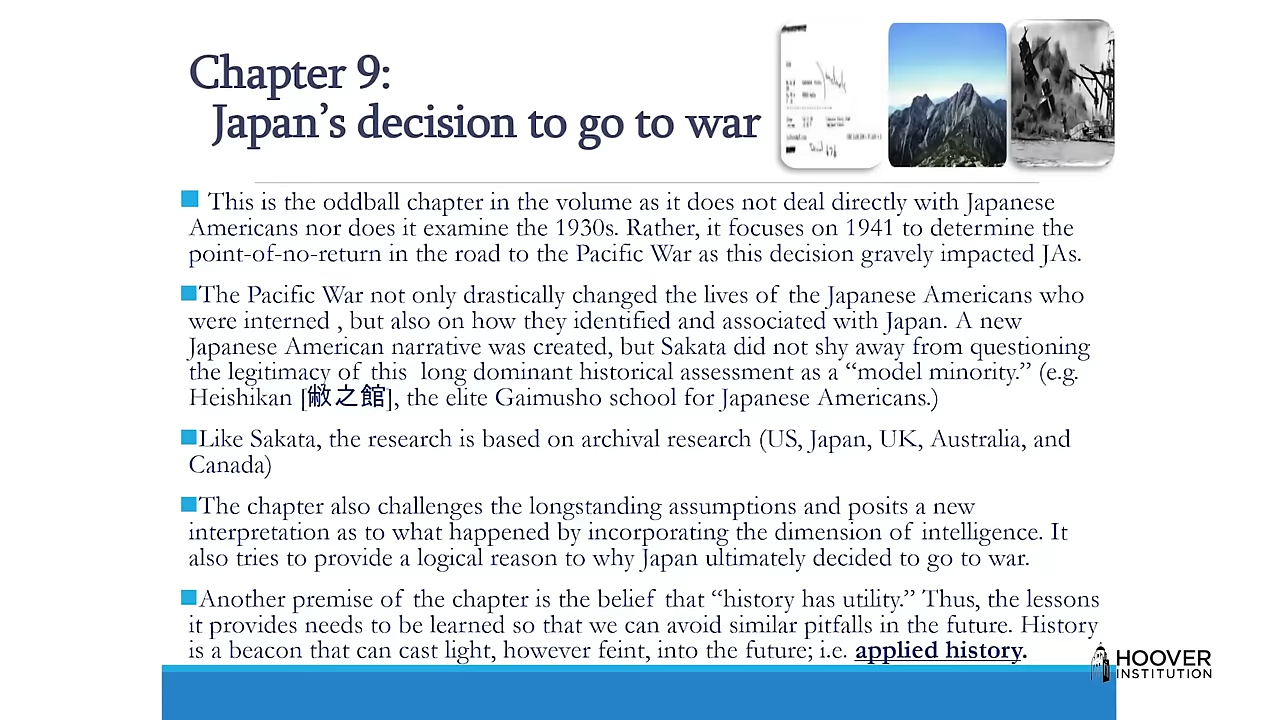 Chapter 9:
Japan’s decision to go to war
■ This is the oddball chapter in the volume as it does not deal directly with Japanese
Americans nor does it examine the 1930s. Rather, it focuses on 1941 to determine the
point-of-no-return in the road to the Pacific War as this decision gravely impacted JAs.
■The Pacific War not only drastically changed the lives of the Japanese Americans who
were interned , but also on how they identified and associated with Japan. A new
Japanese American narrative was created, but Sakata did not shy away from questioning
the legitimacy of this long dominant historical assessment as a “model minority.” (e.g.
Heishikan [敝之館], the elite Gaimusho school for Japanese Americans.)
■Like Sakata, the research is based on archival research (US, Japan, UK, Australia, and
Canada)
■The chapter also challenges the longstanding assumptions and posits a new
interpretation as to what happened by incorporating the dimension of intelligence. It
also tries to provide a logical reason to why Japan ultimately decided to go to war.
■Another premise of the chapter is the belief that “history has utility.” Thus, the lessons
it provides needs to be learned so that we can avoid similar pitfalls in the future. History
is a beacon that can cast light, however feint, into the future; i.e. applied history.
HOOVER
INSTITUTION